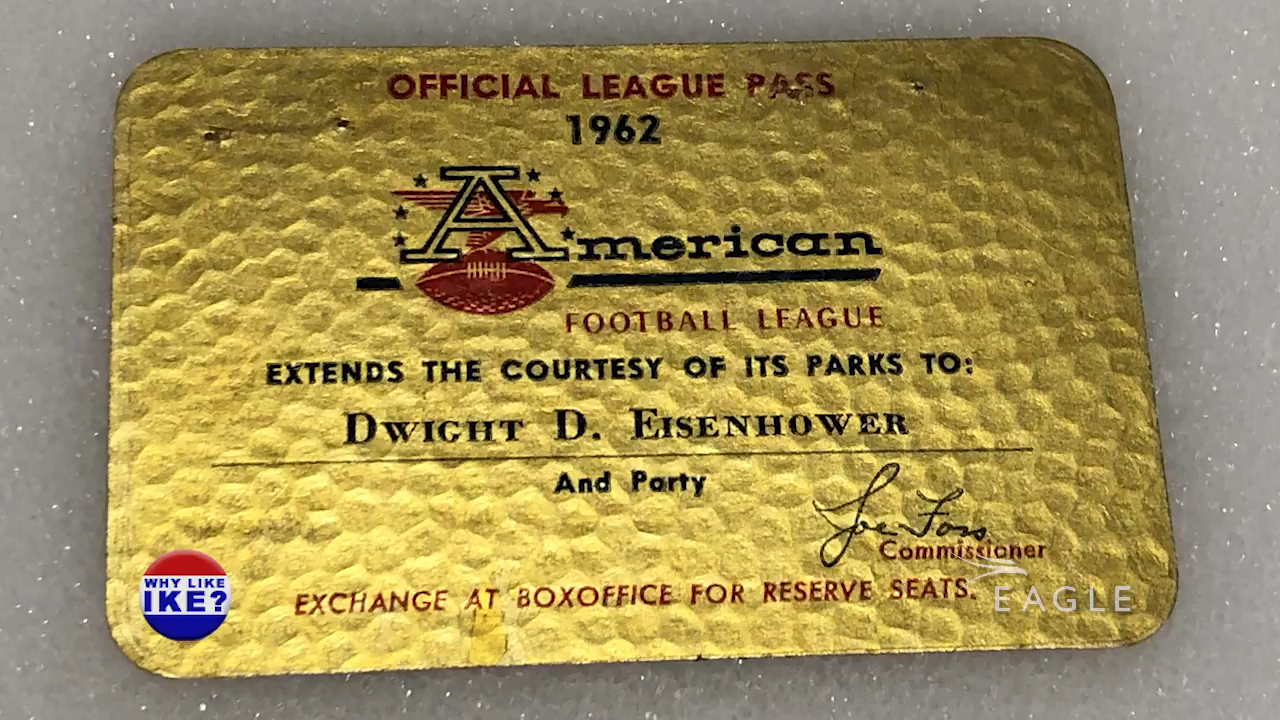 OFFICIAL LEAGUE PASS
1962
American
FOOTBALL LEAGUE
EXTENDS THE COURTESY OF ITS PARKS TO:
DWIGHT D. EISENHOWER
And Party
Joe Foss
Commissioner
EXCHANGE AT BOXOFFICE FOR RESERVE SEATS.
WHY LIKE
IKE?
EAGLE